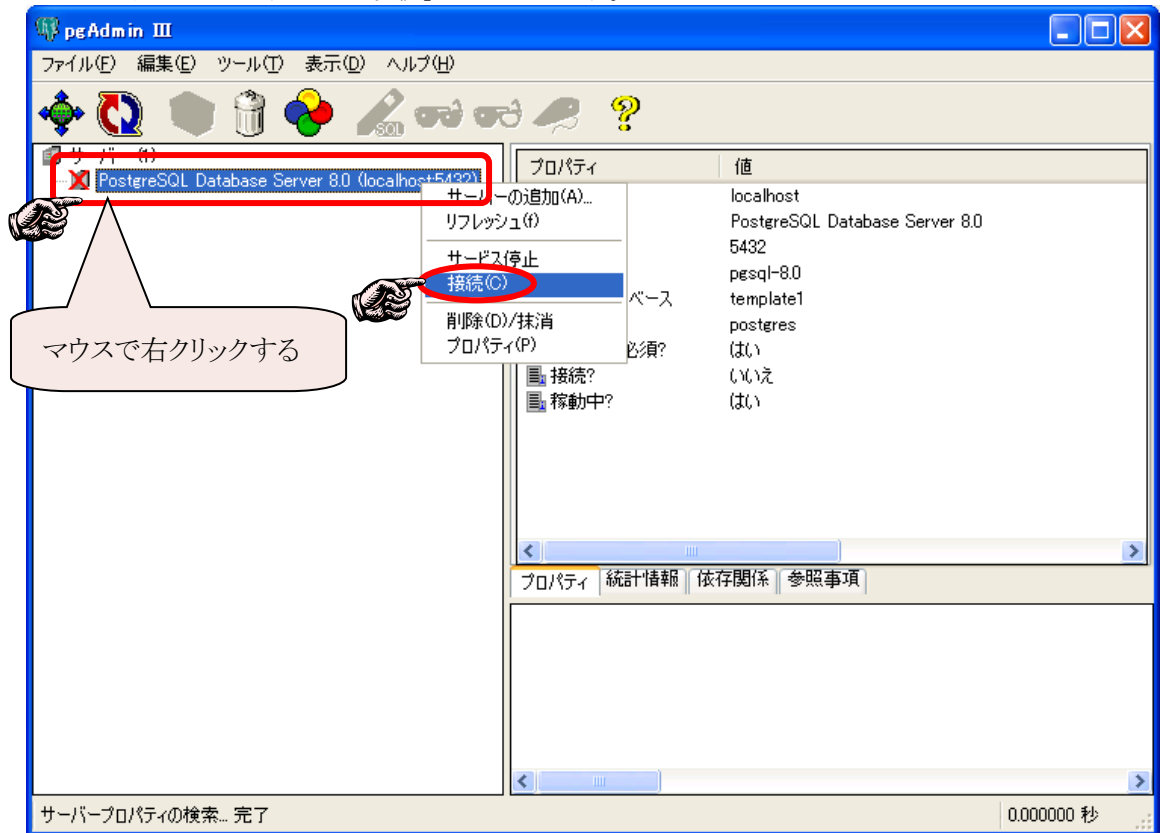 pgAdmin III
ファイル(F) 編集(E) ツール(T) 表示(D) ヘルプ(H)
SQL
プロパティ 値
PostgreSQL Database Server 8.0 (localhost:5432)
サーバーの追加(A)...
リフレッシュ(f)
サービス停止
接続(C)
削除(D)/抹消
プロパティ(P)
マウスで右クリックする
localhost
PostgreSQL Database Server 8.0
5432
pgsql-8.0
ベース template1
postgres
必須? はい
接続? いいえ
稼動中? はい
プロパティ 統計情報 依存関係 参照事項
サーバープロパティの検索... 完了 0.000000 秒